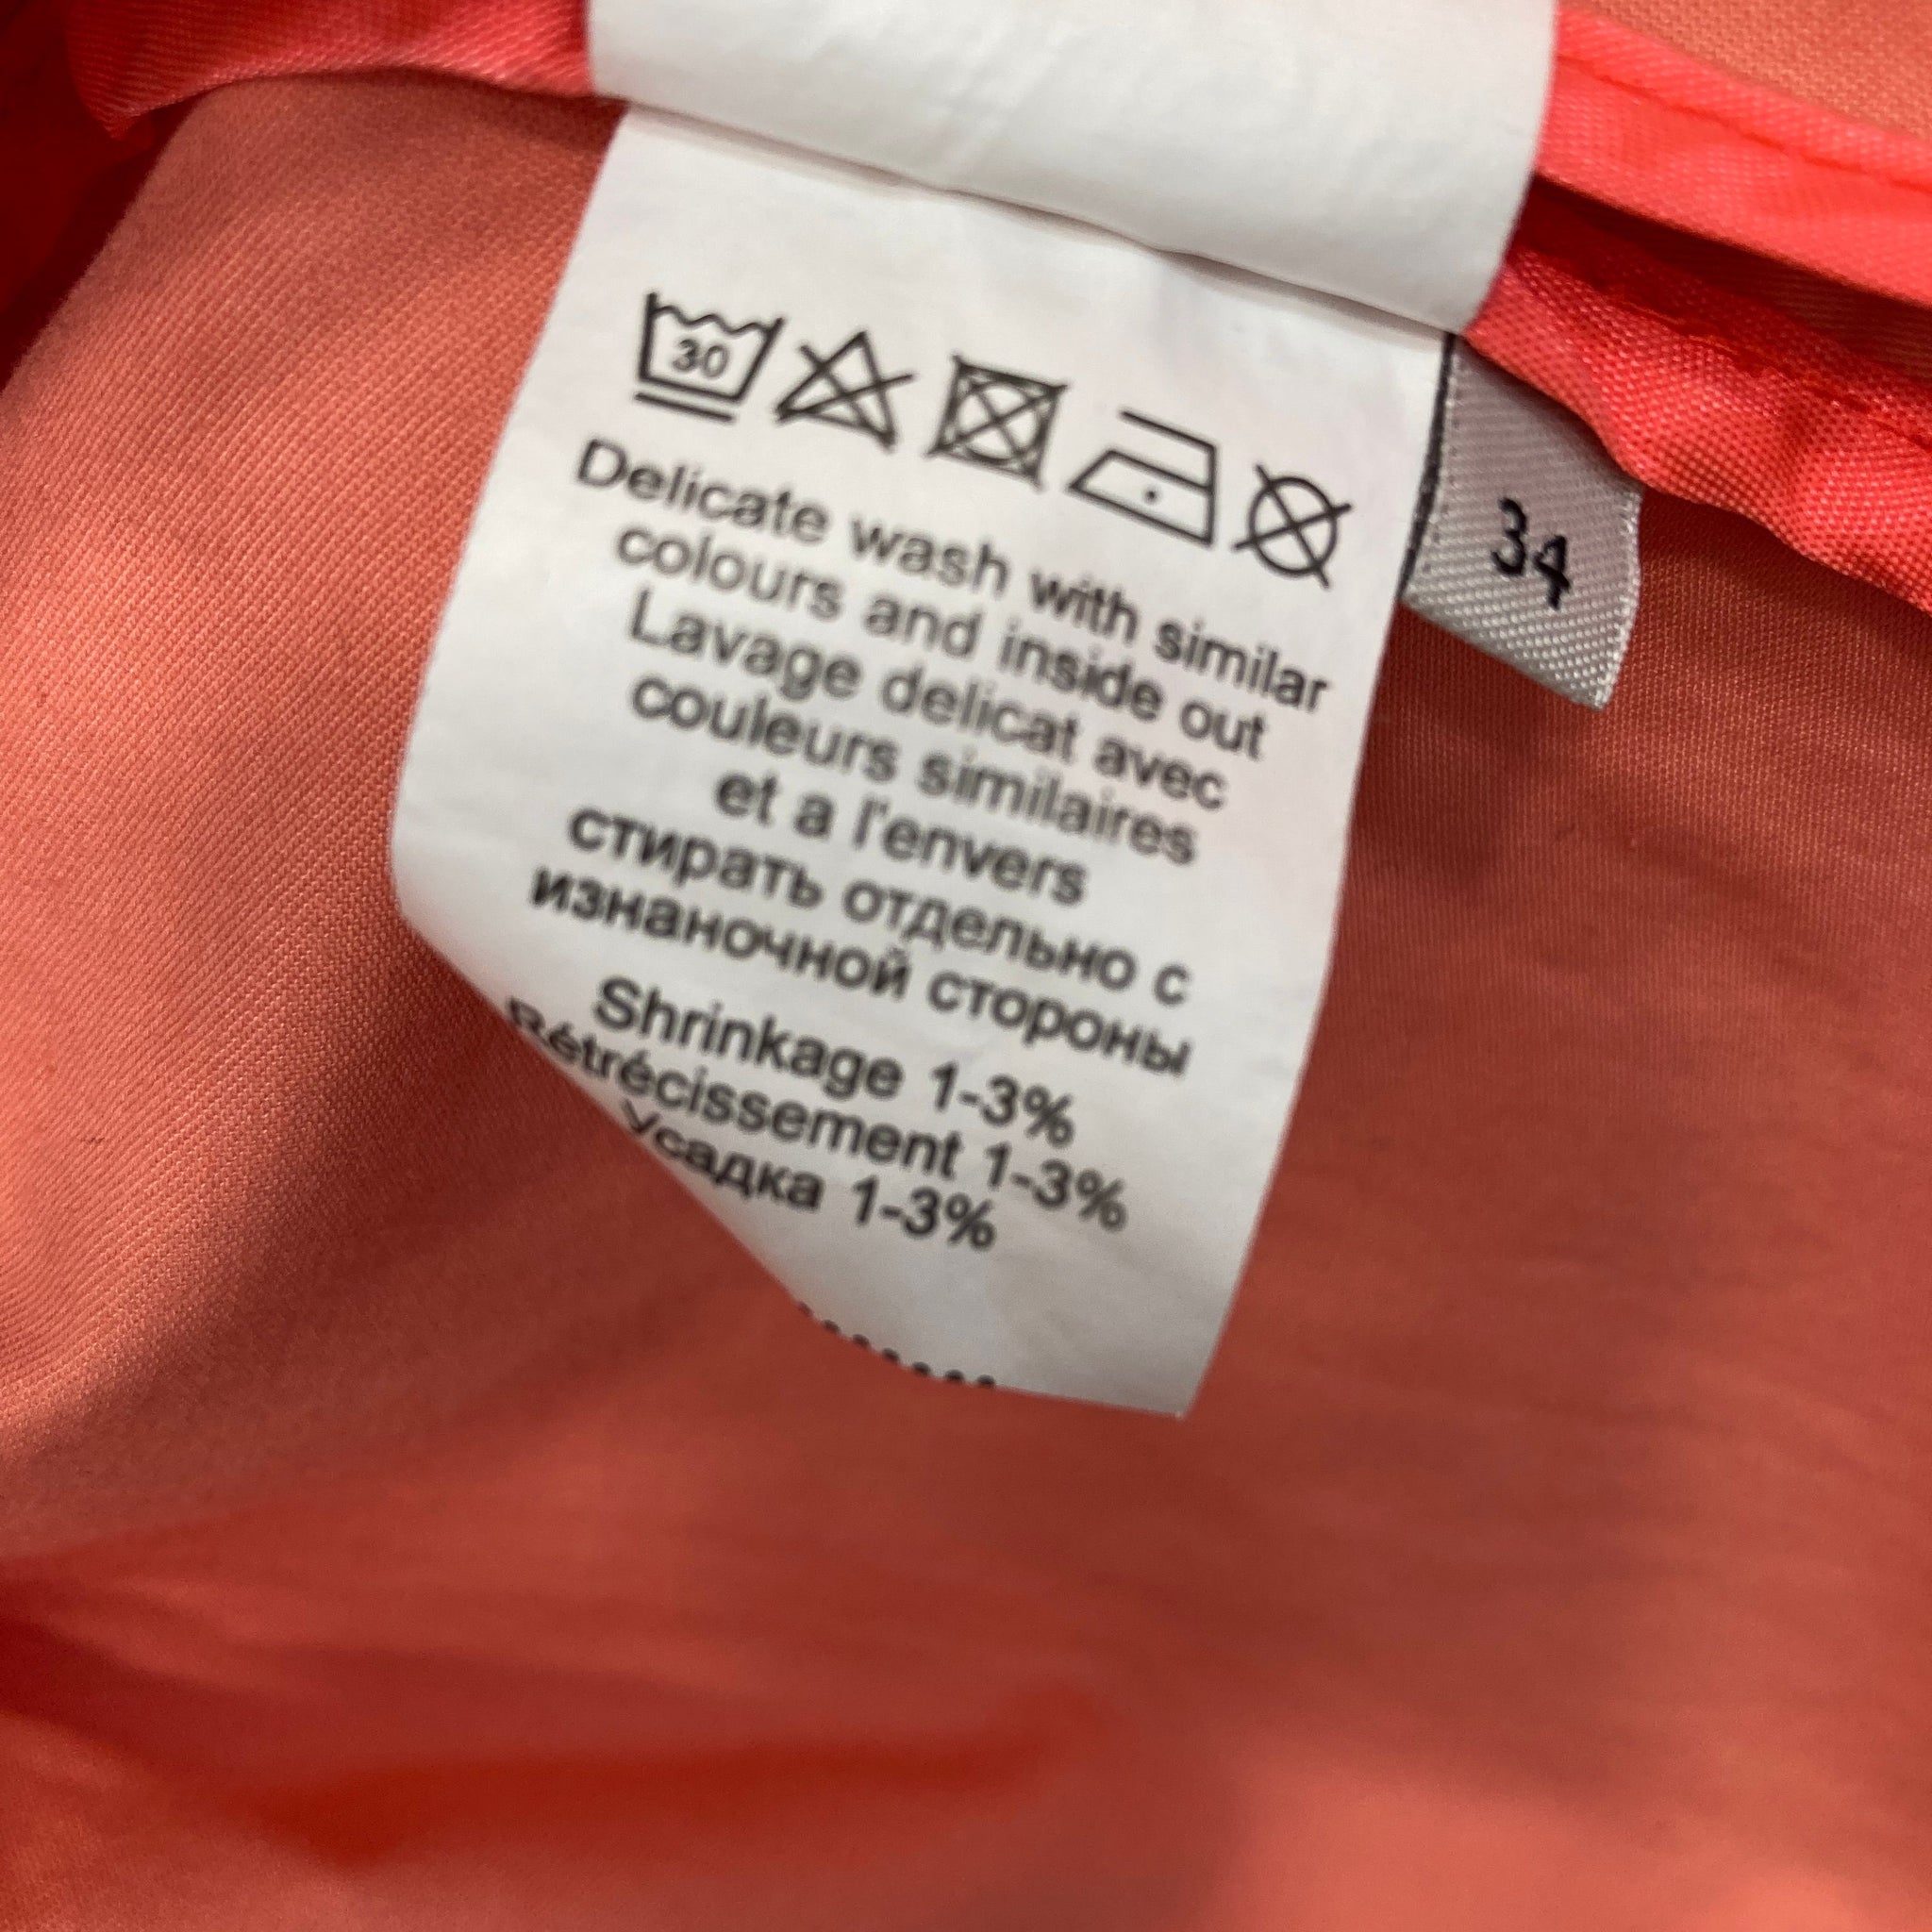 30
Delicate wash with similar
colours and inside out
Lavage delicat avec
couleurs similaires
et a l'envers
стирать отдельно с
изнаночной стороны
Shrinkage 1-3%
Rétrécissement 1-3%
Усадка 1-3%
34